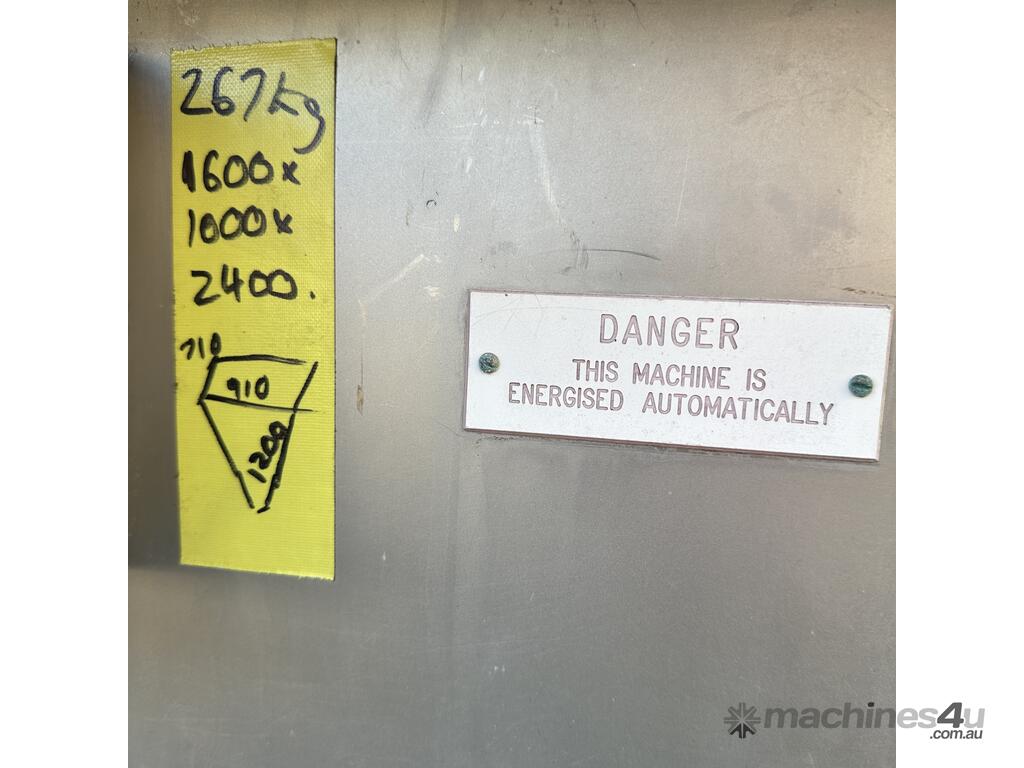 267kg
1600x
1000x
2400.
710
910
1200
DANGER
THIS MACHINE IS
ENERGISED AUTOMATICALLY
machines4u
.com.au